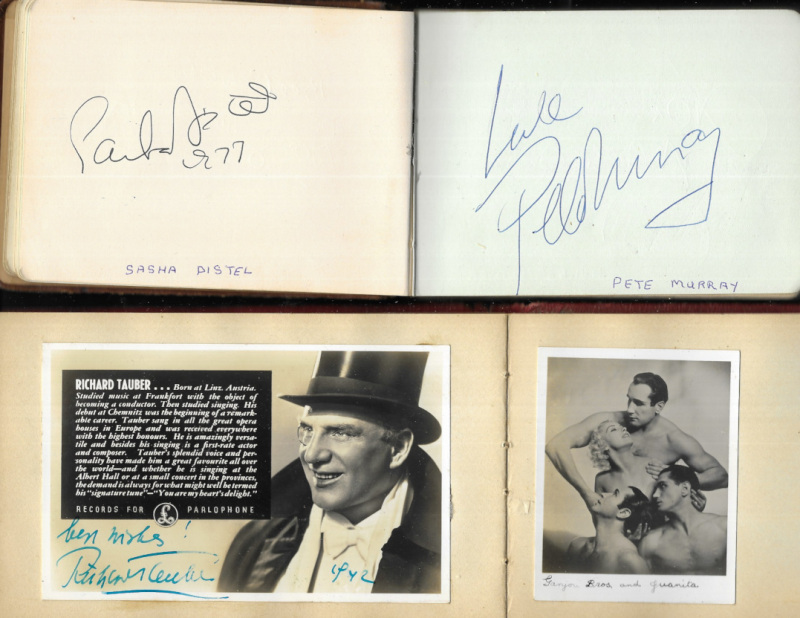 Sacha Distel
1977
SASHA DISTEL
Luv
Pete Murray
PETE MURRAY
RICHARD TAUBER ... Born at Linz, Austria.
Studied music at Frankfort with the object of
becoming a conductor. Then studied singing. His
debut at Chemnitz was the beginning of a remark-
able career. Tauber sang in all the great opera
houses in Europe and was received everywhere
with the highest honours. He is amazingly versa-
tile and besides his singing is a first-rate actor
and composer. Tauber's splendid voice and per-
sonality have made him a great favourite all over
the world—and whether he is singing at the
Albert Hall or at a small concert in the provinces,
the demand is always for what might well be termed
his "signature tune"—"You are my heart's delight."
RECORDS FOR PARLOPHONE
best wishes!
Richard Tauber
1942
Ganjou Bros and Juanita